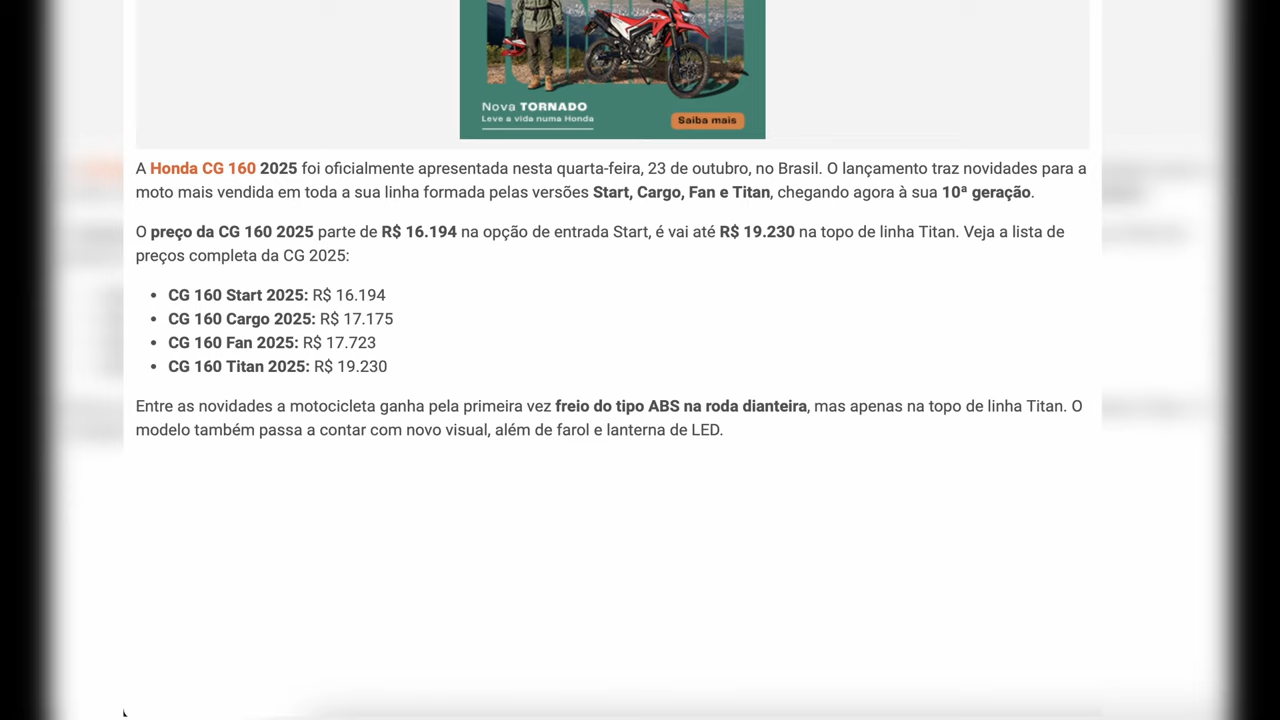 Nova TORNADO
Leve a vida numa Honda
Saiba mais
A Honda CG 160 2025 foi oficialmente apresentada nesta quarta-feira, 23 de outubro, no Brasil. O lançamento traz novidades para a
moto mais vendida em toda a sua linha formada pelas versões Start, Cargo, Fan e Titan, chegando agora à sua 10ª geração.
O preço da CG 160 2025 parte de R$ 16.194 na opção de entrada Start, é vai até R$ 19.230 na topo de linha Titan. Veja a lista de
preços completa da CG 2025:
• CG 160 Start 2025: R$ 16.194
• CG 160 Cargo 2025: R$ 17.175
• CG 160 Fan 2025: R$ 17.723
• CG 160 Titan 2025: R$ 19.230
Entre as novidades a motocicleta ganha pela primeira vez freio do tipo ABS na roda dianteira, mas apenas na topo de linha Titan. O
modelo também passa a contar com novo visual, além de farol e lanterna de LED.